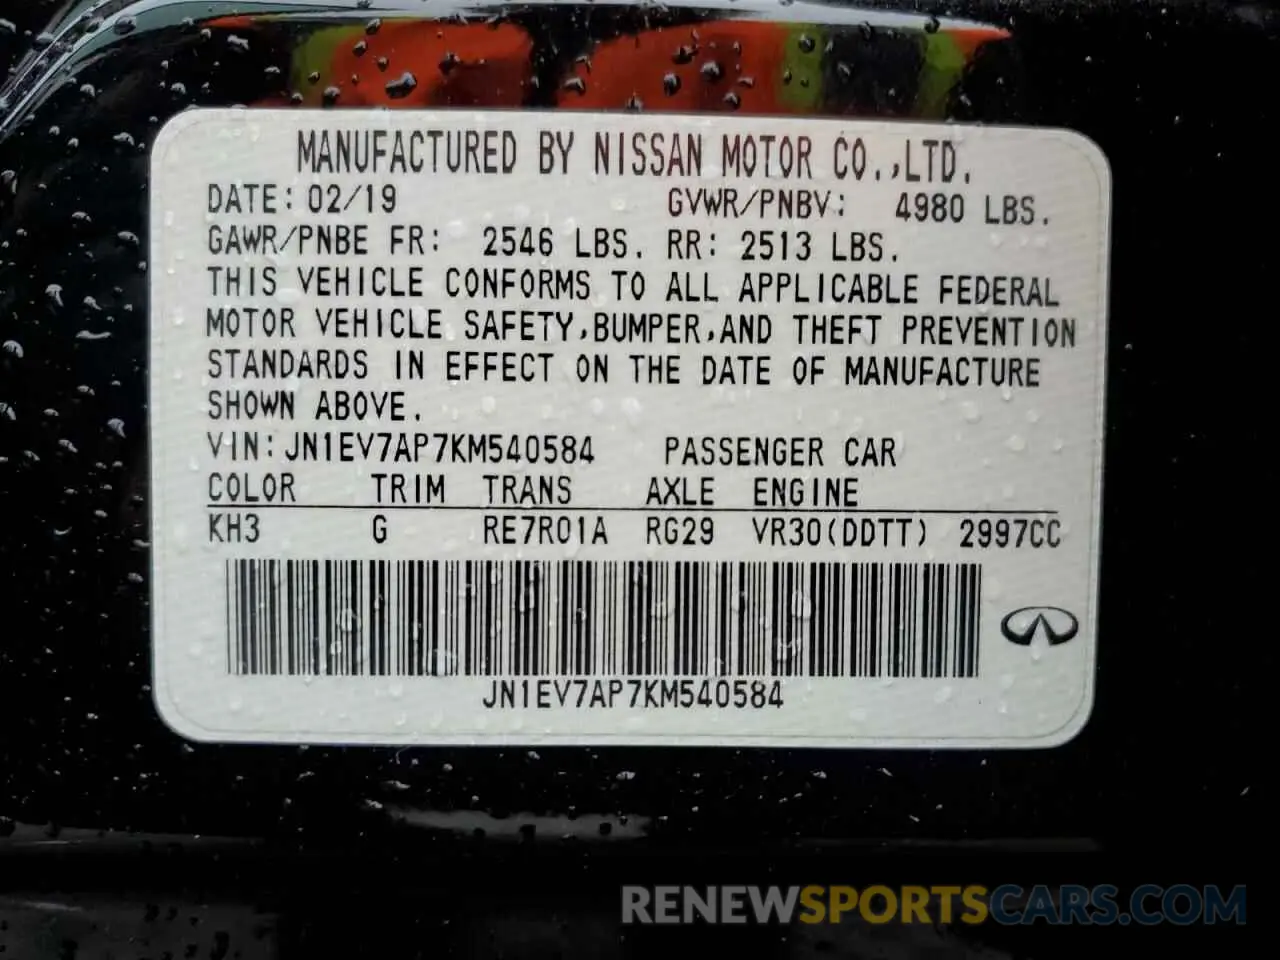 MANUFACTURED BY NISSAN MOTOR CO.,LTD.
DATE: 02/19 GVWR/PNBV: 4980 LBS.
GAWR/PNBE FR: 2546 LBS. RR: 2513 LBS.
THIS VEHICLE CONFORMS TO ALL APPLICABLE FEDERAL
MOTOR VEHICLE SAFETY,BUMPER,AND THEFT PREVENTION
STANDARDS IN EFFECT ON THE DATE OF MANUFACTURE
SHOWN ABOVE.
VIN: JN1EV7AP7KM540584 PASSENGER CAR
COLOR TRIM TRANS AXLE ENGINE
KH3 G RE7R01A RG29 VR30(DDTT) 2997CC
JN1EV7AP7KM540584
RENEWSPORTSCARS.COM